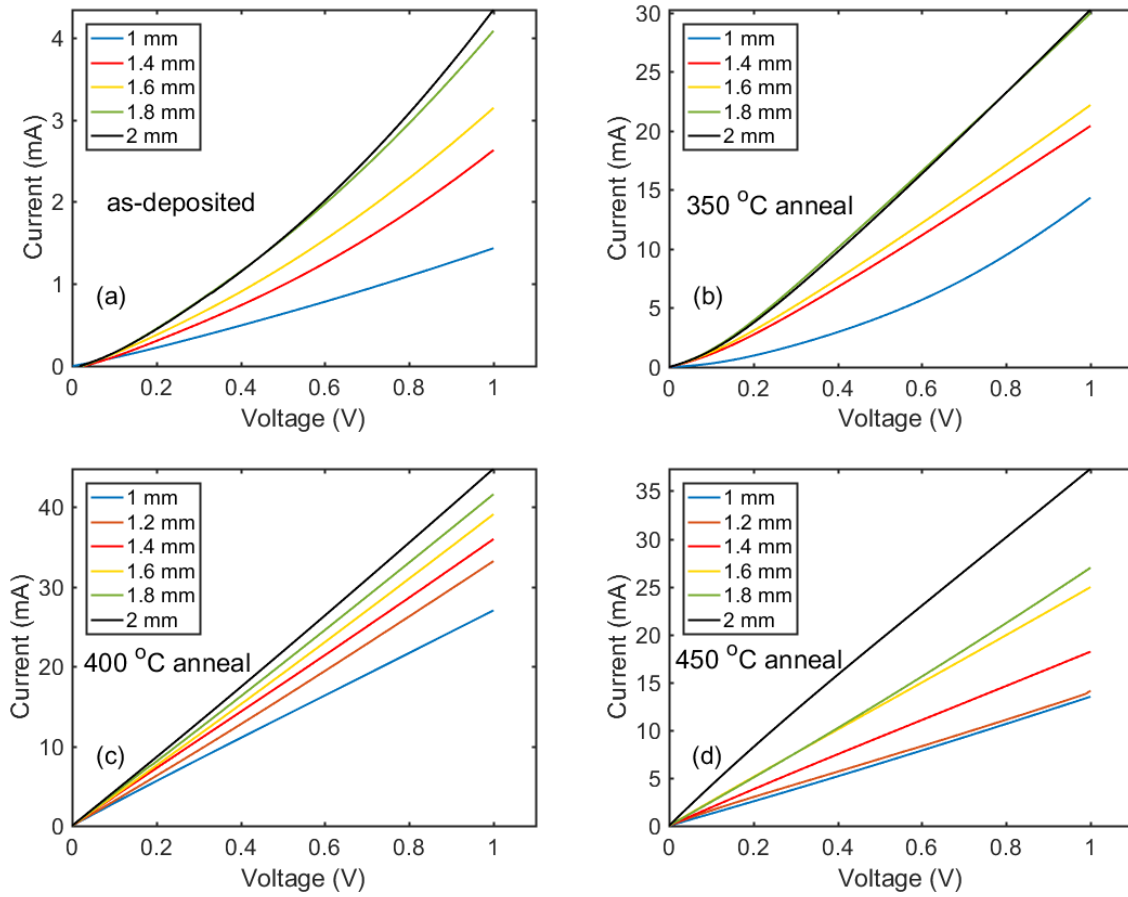 1 mm
1.4 mm
1.6 mm
1.8 mm
2 mm
as-deposited
(a)
Current (mA)
0
1
2
3
4
0
0.2
0.4
0.6
0.8
1
Voltage (V)
1 mm
1.4 mm
1.6 mm
1.8 mm
2 mm
350 °C anneal
(b)
Current (mA)
0
5
10
15
20
25
30
0
0.2
0.4
0.6
0.8
1
Voltage (V)
1 mm
1.2 mm
1.4 mm
1.6 mm
1.8 mm
2 mm
400 °C anneal
(c)
Current (mA)
0
10
20
30
40
0
0.2
0.4
0.6
0.8
1
Voltage (V)
1 mm
1.2 mm
1.4 mm
1.6 mm
1.8 mm
2 mm
450 °C anneal
(d)
Current (mA)
0
5
10
15
20
25
30
35
0
0.2
0.4
0.6
0.8
1
Voltage (V)